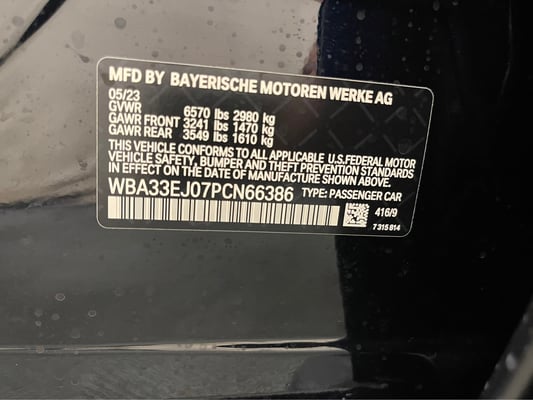 MFD BY BAYERISCHE MOTOREN WERKE AG
05/23
GVWR 6570 lbs 2980 kg
GAWR FRONT 3241 lbs 1470 kg
GAWR REAR 3549 lbs 1610 kg
THIS VEHICLE CONFORMS TO ALL APPLICABLE U.S.FEDERAL MOTOR
VEHICLE SAFETY, BUMPER AND THEFT PREVENTION STANDARDS
IN EFFECT ON THE DATE OF MANUFACTURE SHOWN ABOVE.
WBA33EJ07PCN66386 TYPE: PASSENGER CAR
416/9
7 315 814